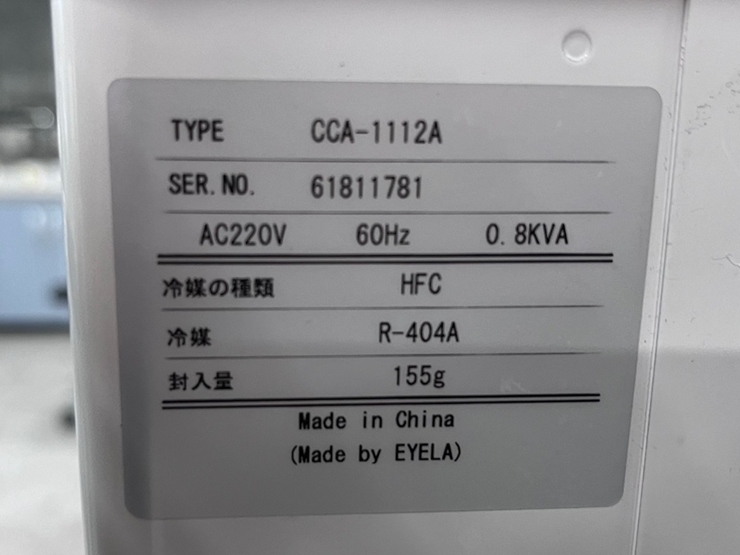 TYPE CCA-1112A
SER.NO. 61811781
AC220V 60Hz 0.8KVA
冷媒の種類 HFC
冷媒 R-404A
封入量 155g
Made in China
(Made by EYELA)